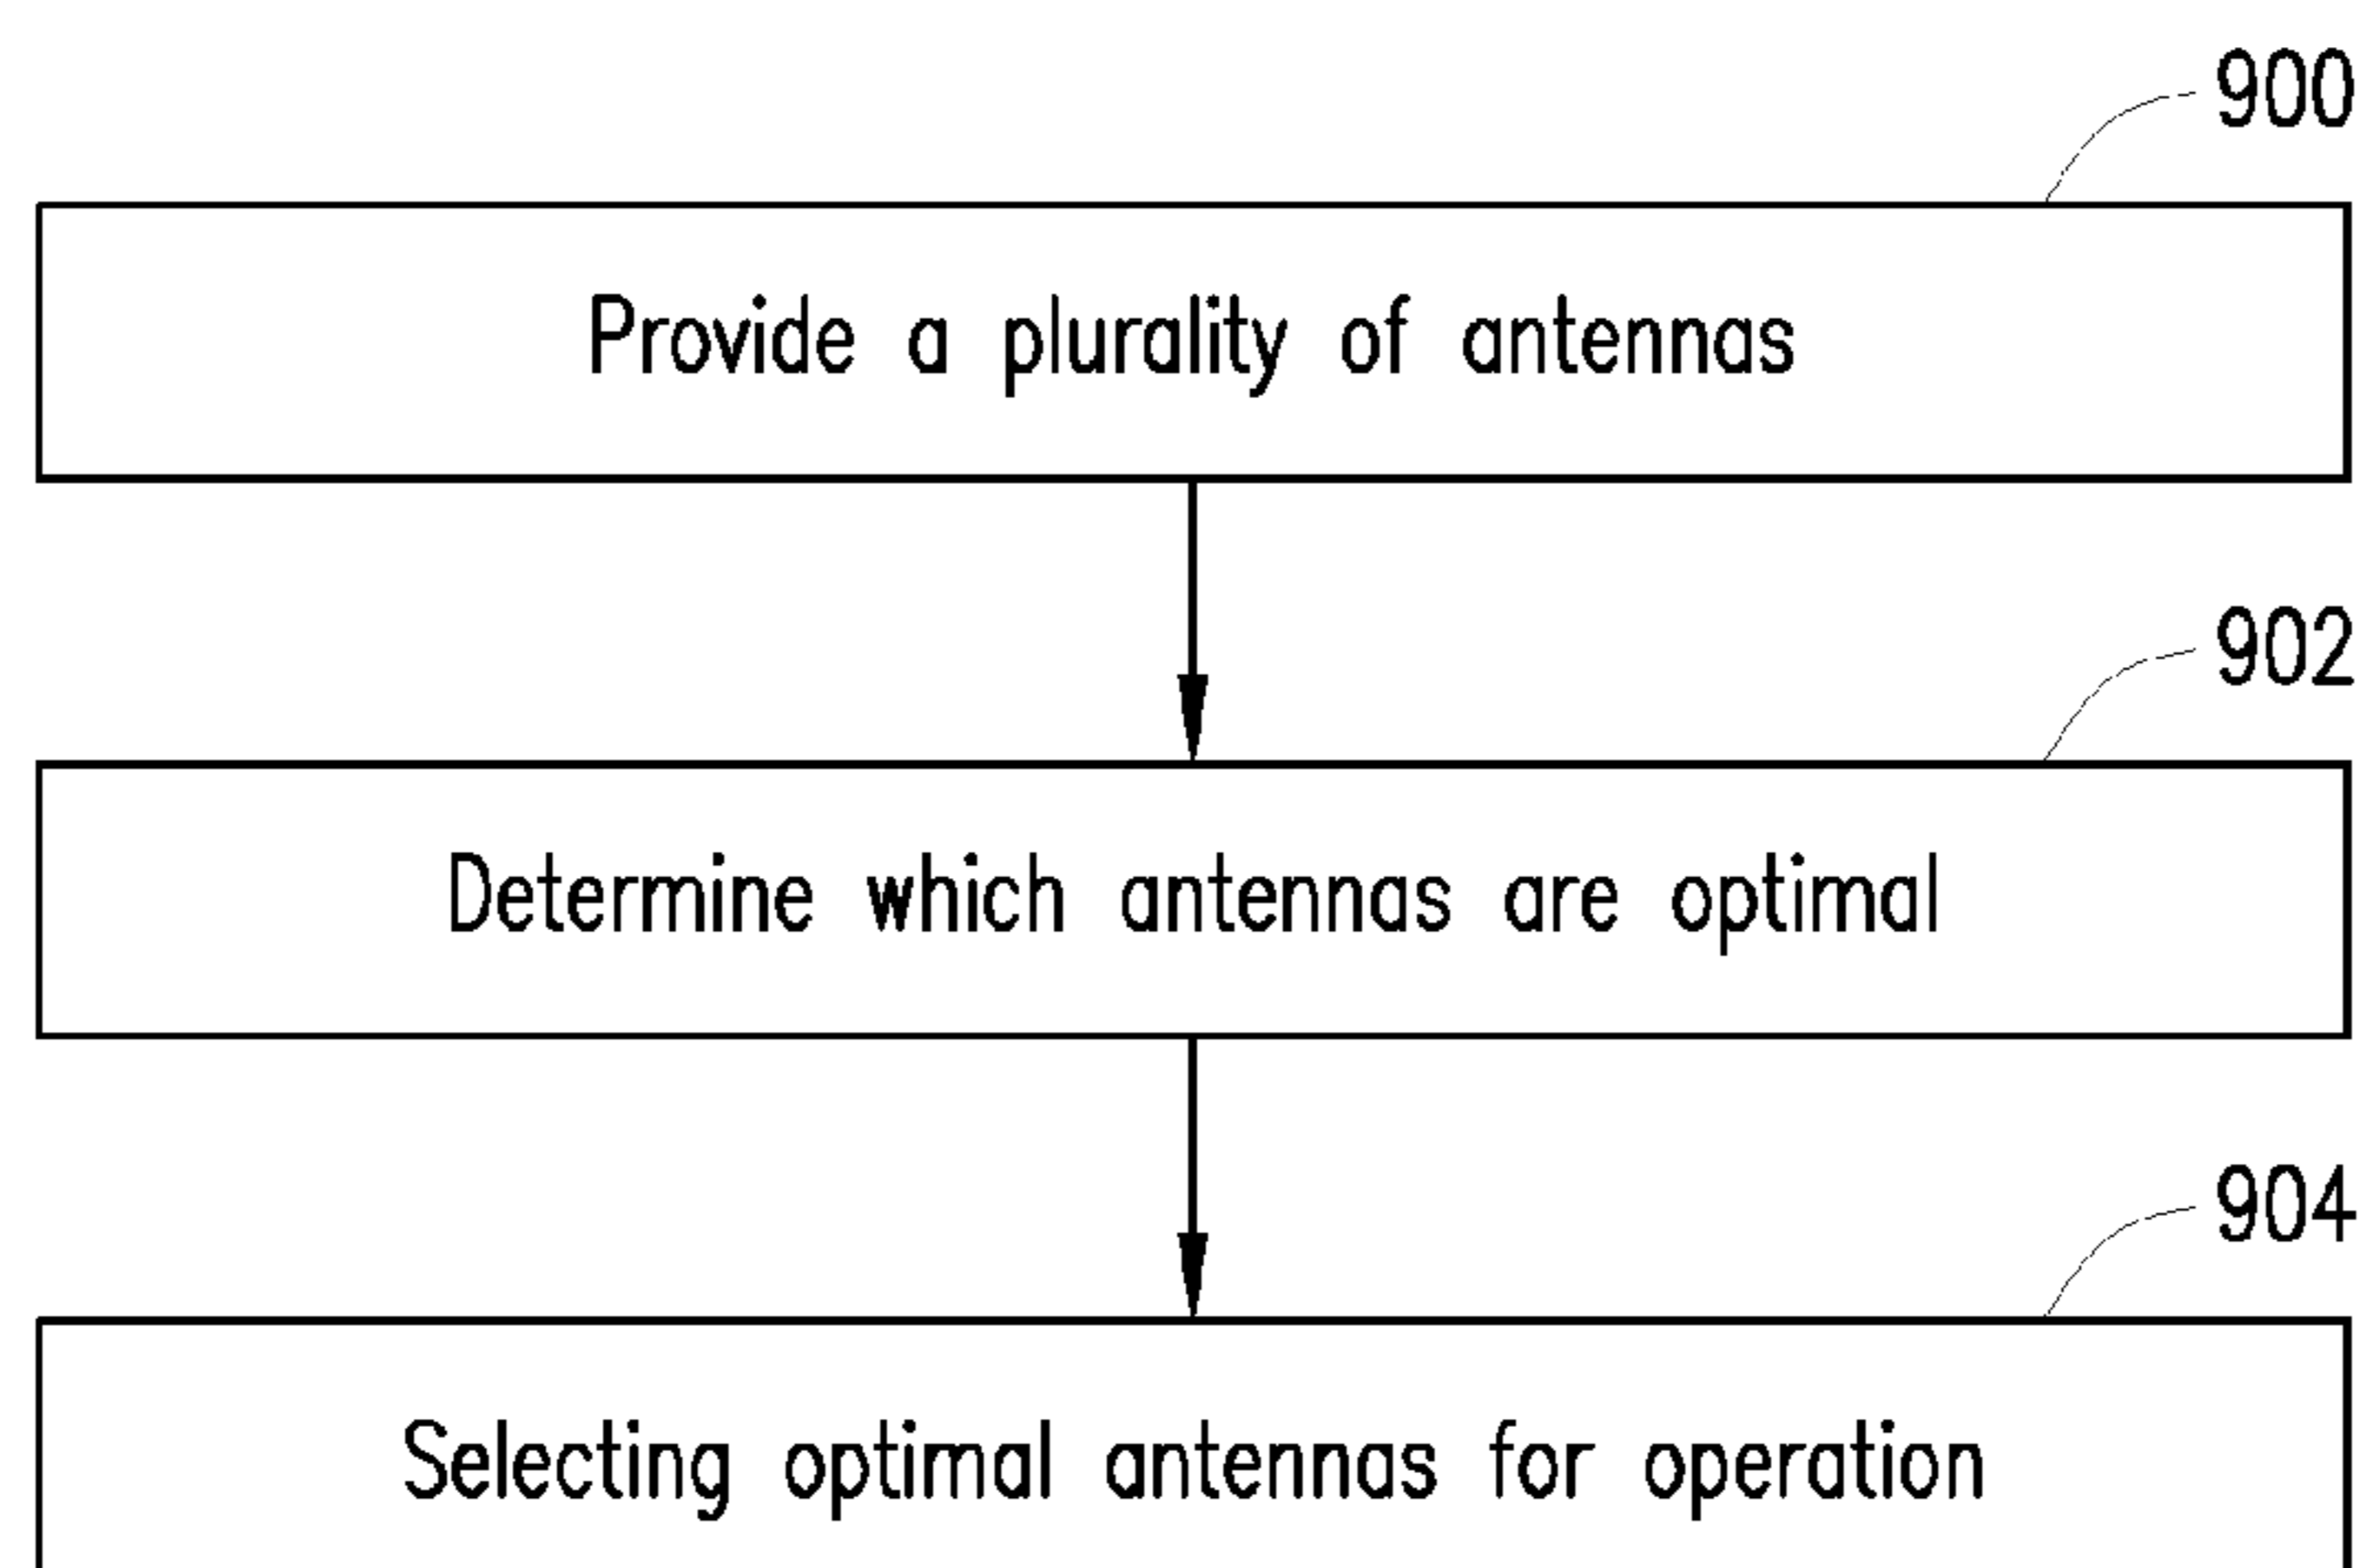 900
Provide a plurality of antennas
902
Determine which antennas are optimal
904
Selecting optimal antennas for operation